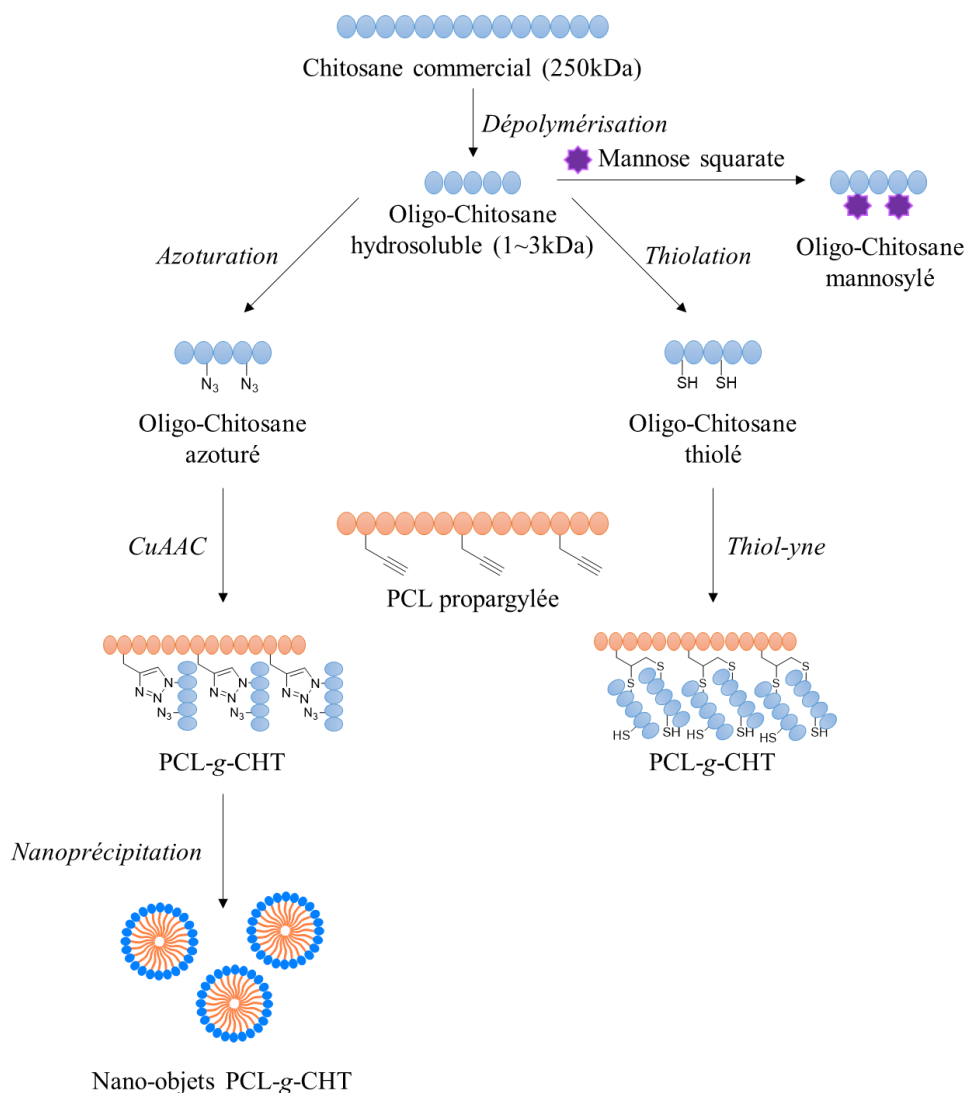 Chitosane commercial (250kDa)
Dépolymérisation
Mannose squarate
Oligo-Chitosane
hydrosoluble (1~3kDa)
Oligo-Chitosane
mannosylé
Azoturation
Thiolation
N3
N3
SH
SH
Oligo-Chitosane
azoturé
Oligo-Chitosane
thiolé
CuAAC
PCL propargylée
Thiol-yne
N
N
N
N3
N
N
N
N3
N
N
N
N3
S
S
S
S
S
S
HS
SH
HS
SH
HS
SH
PCL-g-CHT
PCL-g-CHT
Nanoprécipitation
Nano-objets PCL-g-CHT